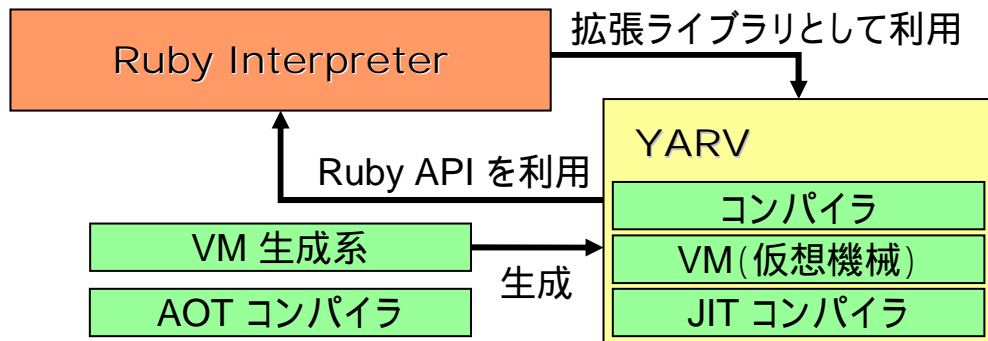 拡張ライブラリとして利用
Ruby Interpreter
YARV
Ruby API を利用
コンパイラ
VM 生成系
VM(仮想機械)
生成
AOT コンパイラ
JIT コンパイラ